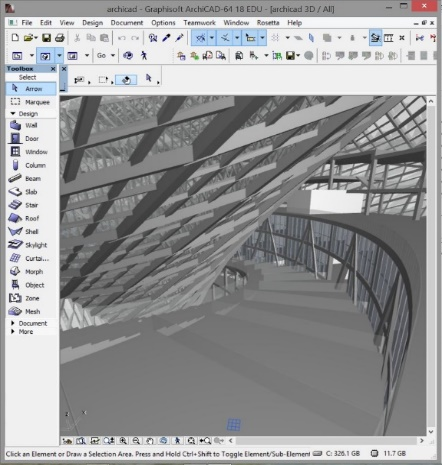 archicad - Graphisoft ArchiCAD-64 18 EDU - [archicad 3D / All]
File Edit View Design Document Options Teamwork Window Rosetta Help
Go
Toolbox
Select
Arrow
Marquee
Design
Wall
Door
Window
Column
Beam
Slab
Stair
Roof
Shell
Skylight
Curtai...
Morph
Object
Zone
Mesh
Document
More
Click an Element or Draw a Selection Area. Press and Hold Ctrl+Shift to Toggle Element/Sub-Element C: 326.1 GB 11.7 GB